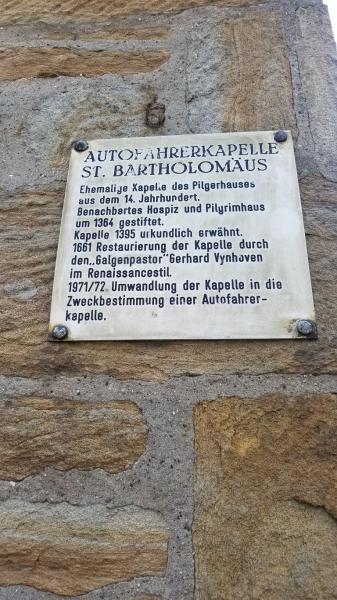 AUTOFAHRERKAPELLE
ST. BARTHOLOMÄUS
Ehemalige Kapelle des Pilgerhauses
aus dem 14. Jahrhundert.
Benachbartes Hospiz und Pilgrimhaus
um 1364 gestiftet.
Kapelle 1395 urkundlich erwähnt.
1661 Restaurierung der Kapelle durch
den „Galgenpastor" Gerhard Vynhoven
im Renaissancestil.
1971/72 Umwandlung der Kapelle in die
Zweckbestimmung einer Autofahrer-
kapelle.